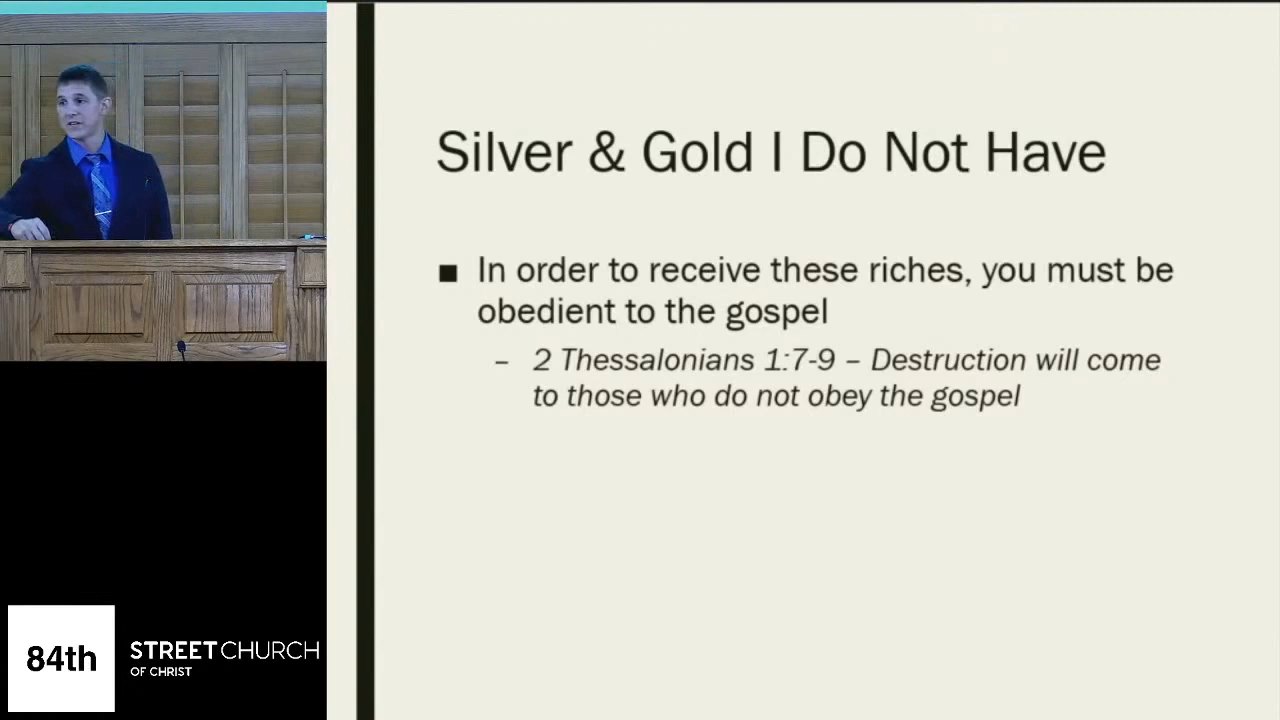 Silver & Gold I Do Not Have
■ In order to receive these riches, you must be
obedient to the gospel
– 2 Thessalonians 1:7-9 – Destruction will come
to those who do not obey the gospel
84th
STREET CHURCH
OF CHRIST